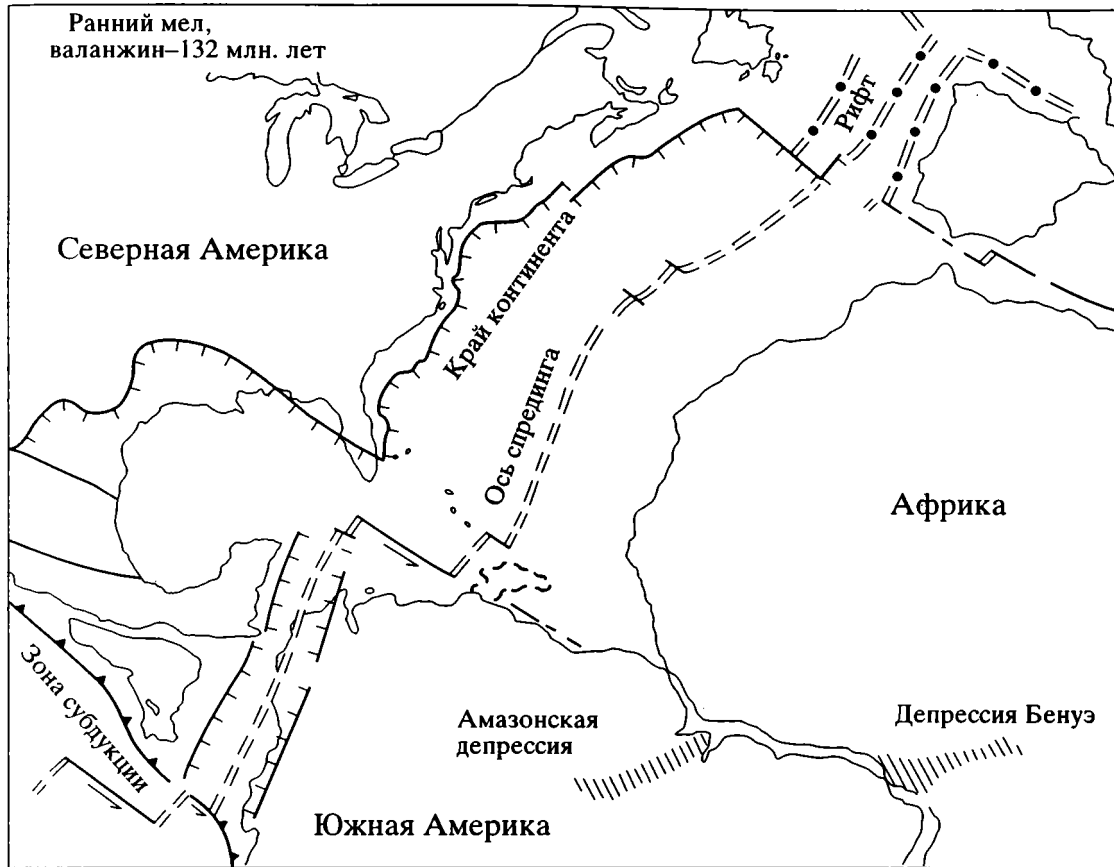 Ранний мел,
валанжин–132 млн. лет
Рифт
Северная Америка
Край континента
Ось спрединга
Африка
Зона субдукции
Амазонская
депрессия
Депрессия Бенуэ
Южная Америка